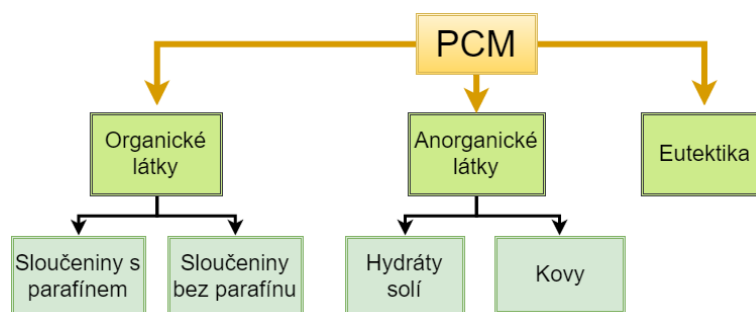 PCM
Organické
látky
Anorganické
látky
Eutektika
Sloučeniny s
parafínem
Sloučeniny
bez parafínu
Hydráty
solí
Kovy